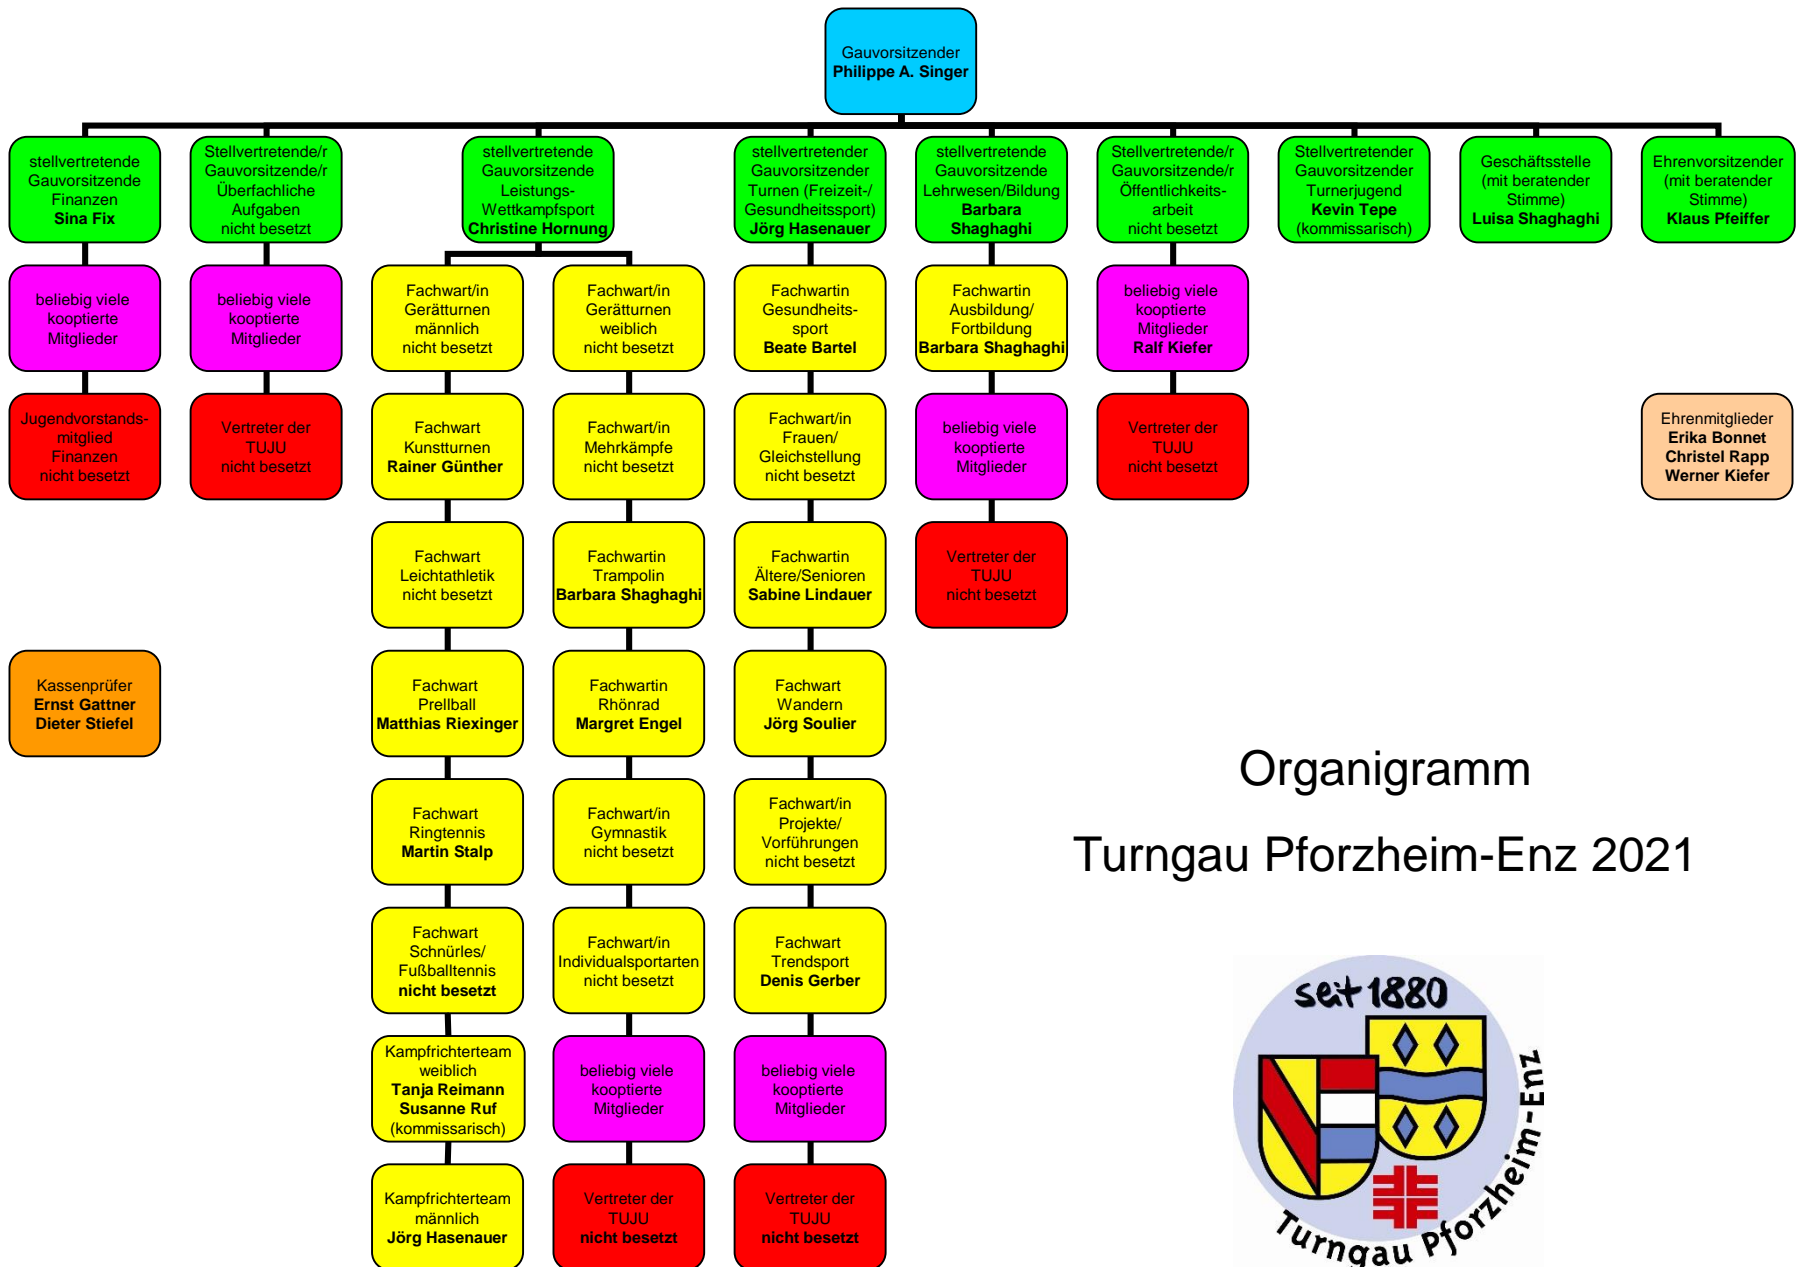 Gauvorsitzender
Philippe A. Singer
stellvertretende
Gauvorsitzende
Finanzen
Sina Fix
Stellvertretende/r
Gauvorsitzende/r
Überfachliche
Aufgaben
nicht besetzt
stellvertretende
Gauvorsitzende
Leistungs-
Wettkampfsport
Christine Hornung
stellvertretender
Gauvorsitzender
Turnen (Freizeit-/
Gesundheitssport)
Jörg Hasenauer
stellvertretende
Gauvorsitzende
Lehrwesen/Bildung
Barbara
Shaghaghi
Stellvertretende/r
Gauvorsitzende/r
Öffentlichkeits-
arbeit
nicht besetzt
Stellvertretender
Gauvorsitzender
Turnerjugend
Kevin Tepe
(kommissarisch)
Geschäftsstelle
(mit beratender
Stimme)
Luisa Shaghaghi
Ehrenvorsitzender
(mit beratender
Stimme)
Klaus Pfeiffer
beliebig viele
kooptierte
Mitglieder
beliebig viele
kooptierte
Mitglieder
Fachwart/in
Gerätturnen
männlich
nicht besetzt
Fachwart/in
Gerätturnen
weiblich
nicht besetzt
Fachwartin
Gesundheits-
sport
Beate Bartel
Fachwartin
Ausbildung/
Fortbildung
Barbara Shaghaghi
beliebig viele
kooptierte
Mitglieder
Ralf Kiefer
Jugendvorstands-
mitglied
Finanzen
nicht besetzt
Vertreter der
TUJU
nicht besetzt
Fachwart
Kunstturnen
Rainer Günther
Fachwart/in
Mehrkämpfe
nicht besetzt
Fachwart/in
Frauen/
Gleichstellung
nicht besetzt
beliebig viele
kooptierte
Mitglieder
Vertreter der
TUJU
nicht besetzt
Ehrenmitglieder
Erika Bonnet
Christel Rapp
Werner Kiefer
Fachwart
Leichtathletik
nicht besetzt
Fachwartin
Trampolin
Barbara Shaghaghi
Fachwartin
Ältere/Senioren
Sabine Lindauer
Vertreter der
TUJU
nicht besetzt
Kassenprüfer
Ernst Gattner
Dieter Stiefel
Fachwart
Prellball
Matthias Riexinger
Fachwartin
Rhönrad
Margret Engel
Fachwart
Wandern
Jörg Soulier
Fachwart
Ringtennis
Martin Stalp
Fachwart/in
Gymnastik
nicht besetzt
Fachwart/in
Projekte/
Vorführungen
nicht besetzt
Organigramm
Turngau Pforzheim-Enz 2021
Fachwart
Schnürles/
Fußballtennis
nicht besetzt
Fachwart/in
Individualsportarten
nicht besetzt
Fachwart
Trendsport
Denis Gerber
Kampfrichterteam
weiblich
Tanja Reimann
Susanne Ruf
(kommissarisch)
beliebig viele
kooptierte
Mitglieder
beliebig viele
kooptierte
Mitglieder
Kampfrichterteam
männlich
Jörg Hasenauer
Vertreter der
TUJU
nicht besetzt
Vertreter der
TUJU
nicht besetzt
seit 1880
Turngau Pforzheim-Enz